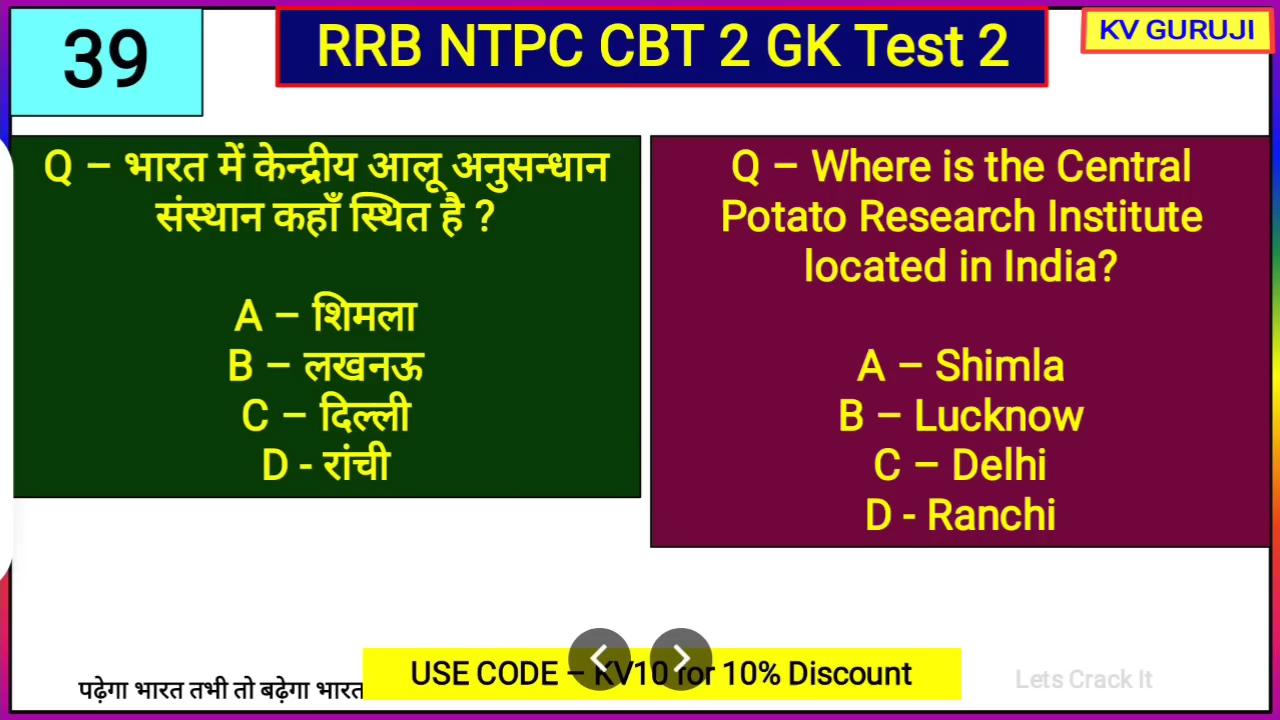 39
RRB NTPC CBT 2 GK Test 2
KV GURUJI
Q – भारत में केन्द्रीय आलू अनुसन्धान
संस्थान कहाँ स्थित है ?
A – शिमला
B – लखनऊ
C – दिल्ली
D - रांची
Q – Where is the Central
Potato Research Institute
located in India?
A – Shimla
B – Lucknow
C – Delhi
D - Ranchi
पढ़ेगा भारत तभी तो बढ़ेगा भारत
USE CODE – KV10 for 10% Discount
Lets Crack It